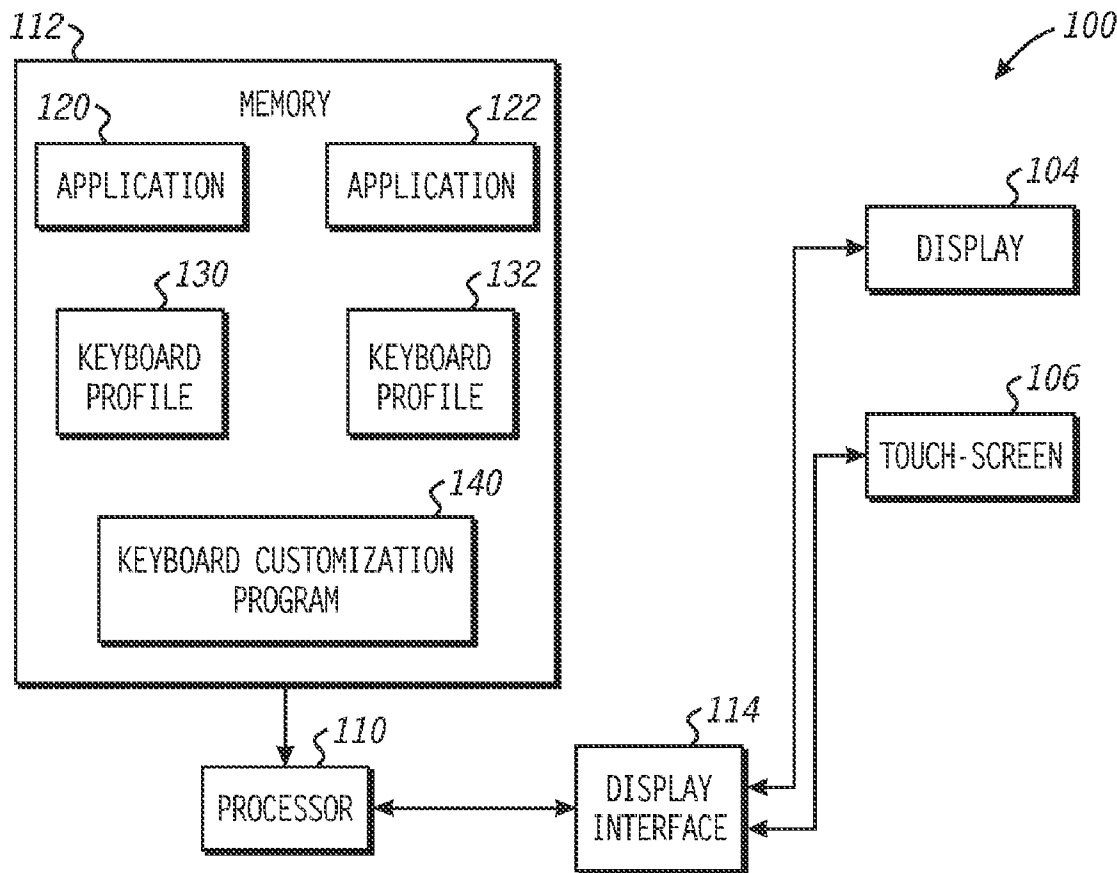 112
100
MEMORY
120
122
APPLICATION
APPLICATION
104
DISPLAY
130
132
KEYBOARD
PROFILE
KEYBOARD
PROFILE
106
TOUCH-SCREEN
140
KEYBOARD CUSTOMIZATION
PROGRAM
110
PROCESSOR
114
DISPLAY
INTERFACE